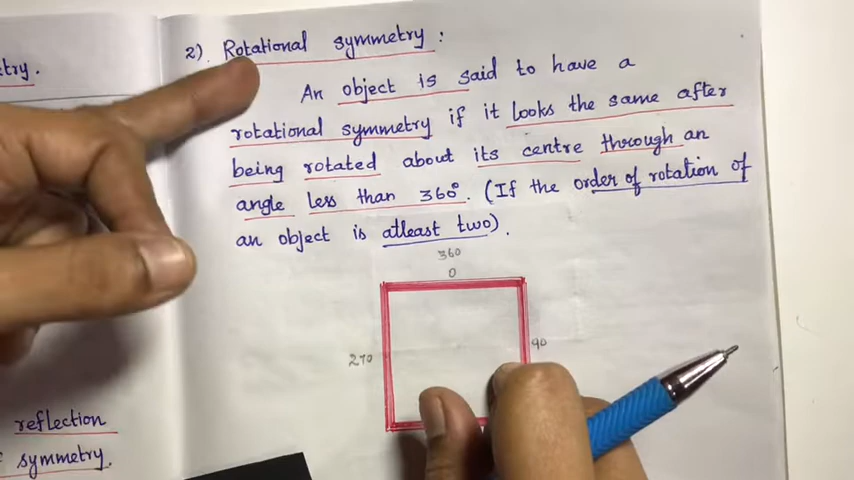 try.
2). Rotational symmetry :
An object is said to have a
rotational symmetry if it looks the same after
being rotated about its centre through an
angle less than 360°. (If the order of rotation of
an object is atleast two).
360
0
270
90
reflection
symmetry.